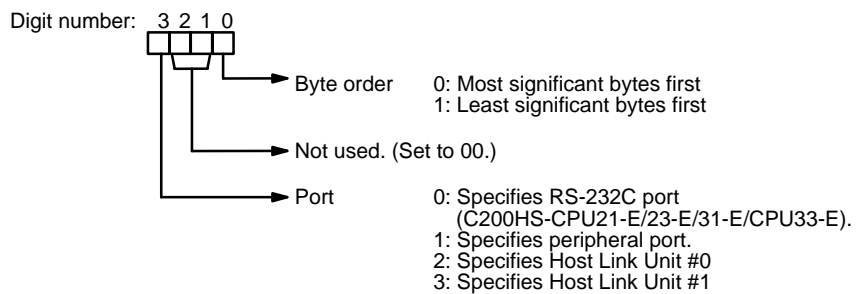 Digit number: 3 2 1 0
Byte order 0: Most significant bytes first
1: Least significant bytes first
Not used. (Set to 00.)
Port 0: Specifies RS-232C port
(C200HS-CPU21-E/23-E/31-E/CPU33-E).
1: Specifies peripheral port.
2: Specifies Host Link Unit #0
3: Specifies Host Link Unit #1